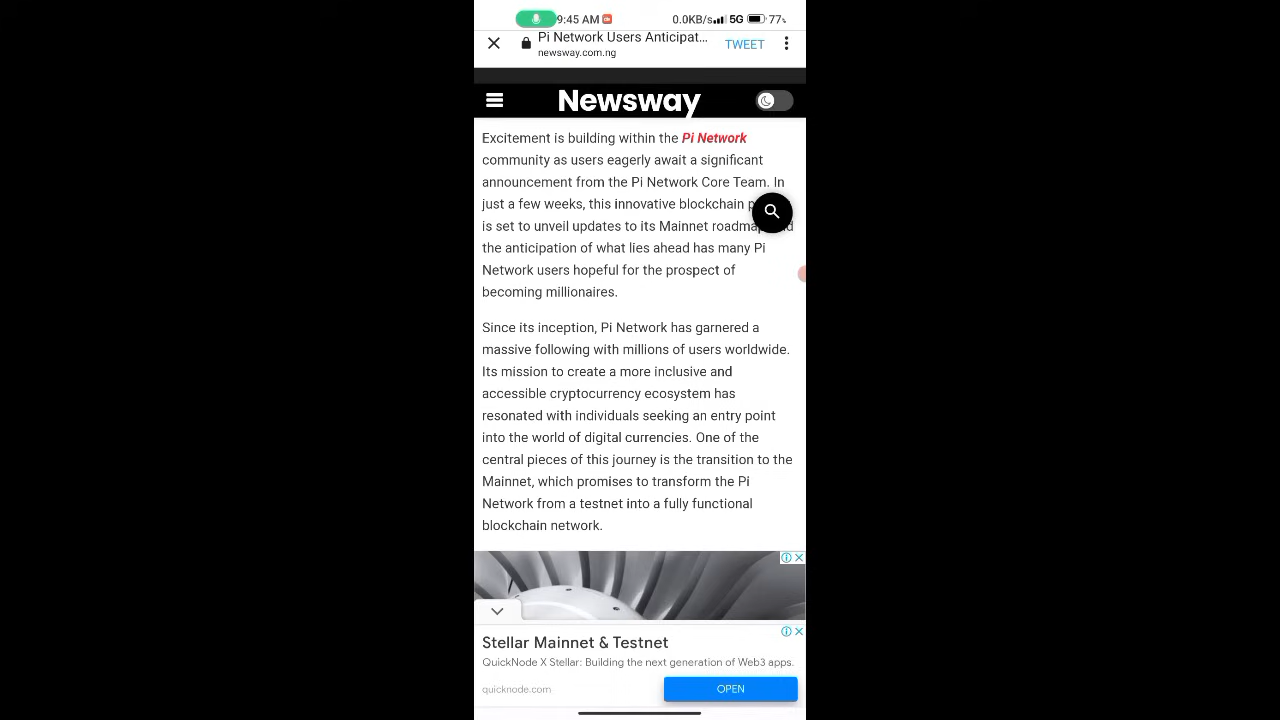 9:45 AM
0.0KB/s 5G 77%
Pi Network Users Anticipat...
newsway.com.ng
TWEET
Newsway
Excitement is building within the Pi Network
community as users eagerly await a significant
announcement from the Pi Network Core Team. In
just a few weeks, this innovative blockchain
is set to unveil updates to its Mainnet
the anticipation of what lies ahead has many Pi
Network users hopeful for the prospect of
becoming millionaires.
Since its inception, Pi Network has garnered a
massive following with millions of users worldwide.
Its mission to create a more inclusive and
accessible cryptocurrency ecosystem has
resonated with individuals seeking an entry point
into the world of digital currencies. One of the
central pieces of this journey is the transition to the
Mainnet, which promises to transform the Pi
Network from a testnet into a fully functional
blockchain network.
Stellar Mainnet & Testnet
QuickNode X Stellar: Building the next generation of Web3 apps.
quicknode.com
OPEN